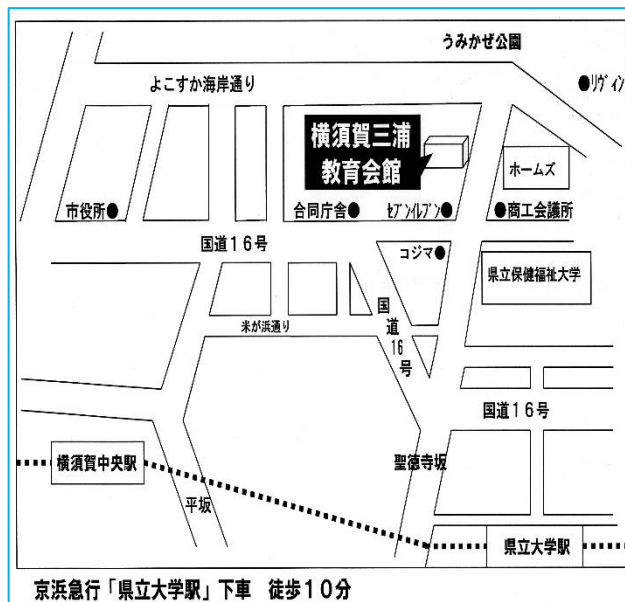 うみかぜ公園
よこすか海岸通り
●リヴィン
横須賀三浦
教育会館
ホームズ
市役所●
合同庁舎●
セブンイレブン●
●商工会議所
国道16号
コジマ●
県立保健福祉大学
米が浜通り
国道16号
国道16号
横須賀中央駅
聖徳寺坂
平坂
県立大学駅
京浜急行「県立大学駅」下車 徒歩10分